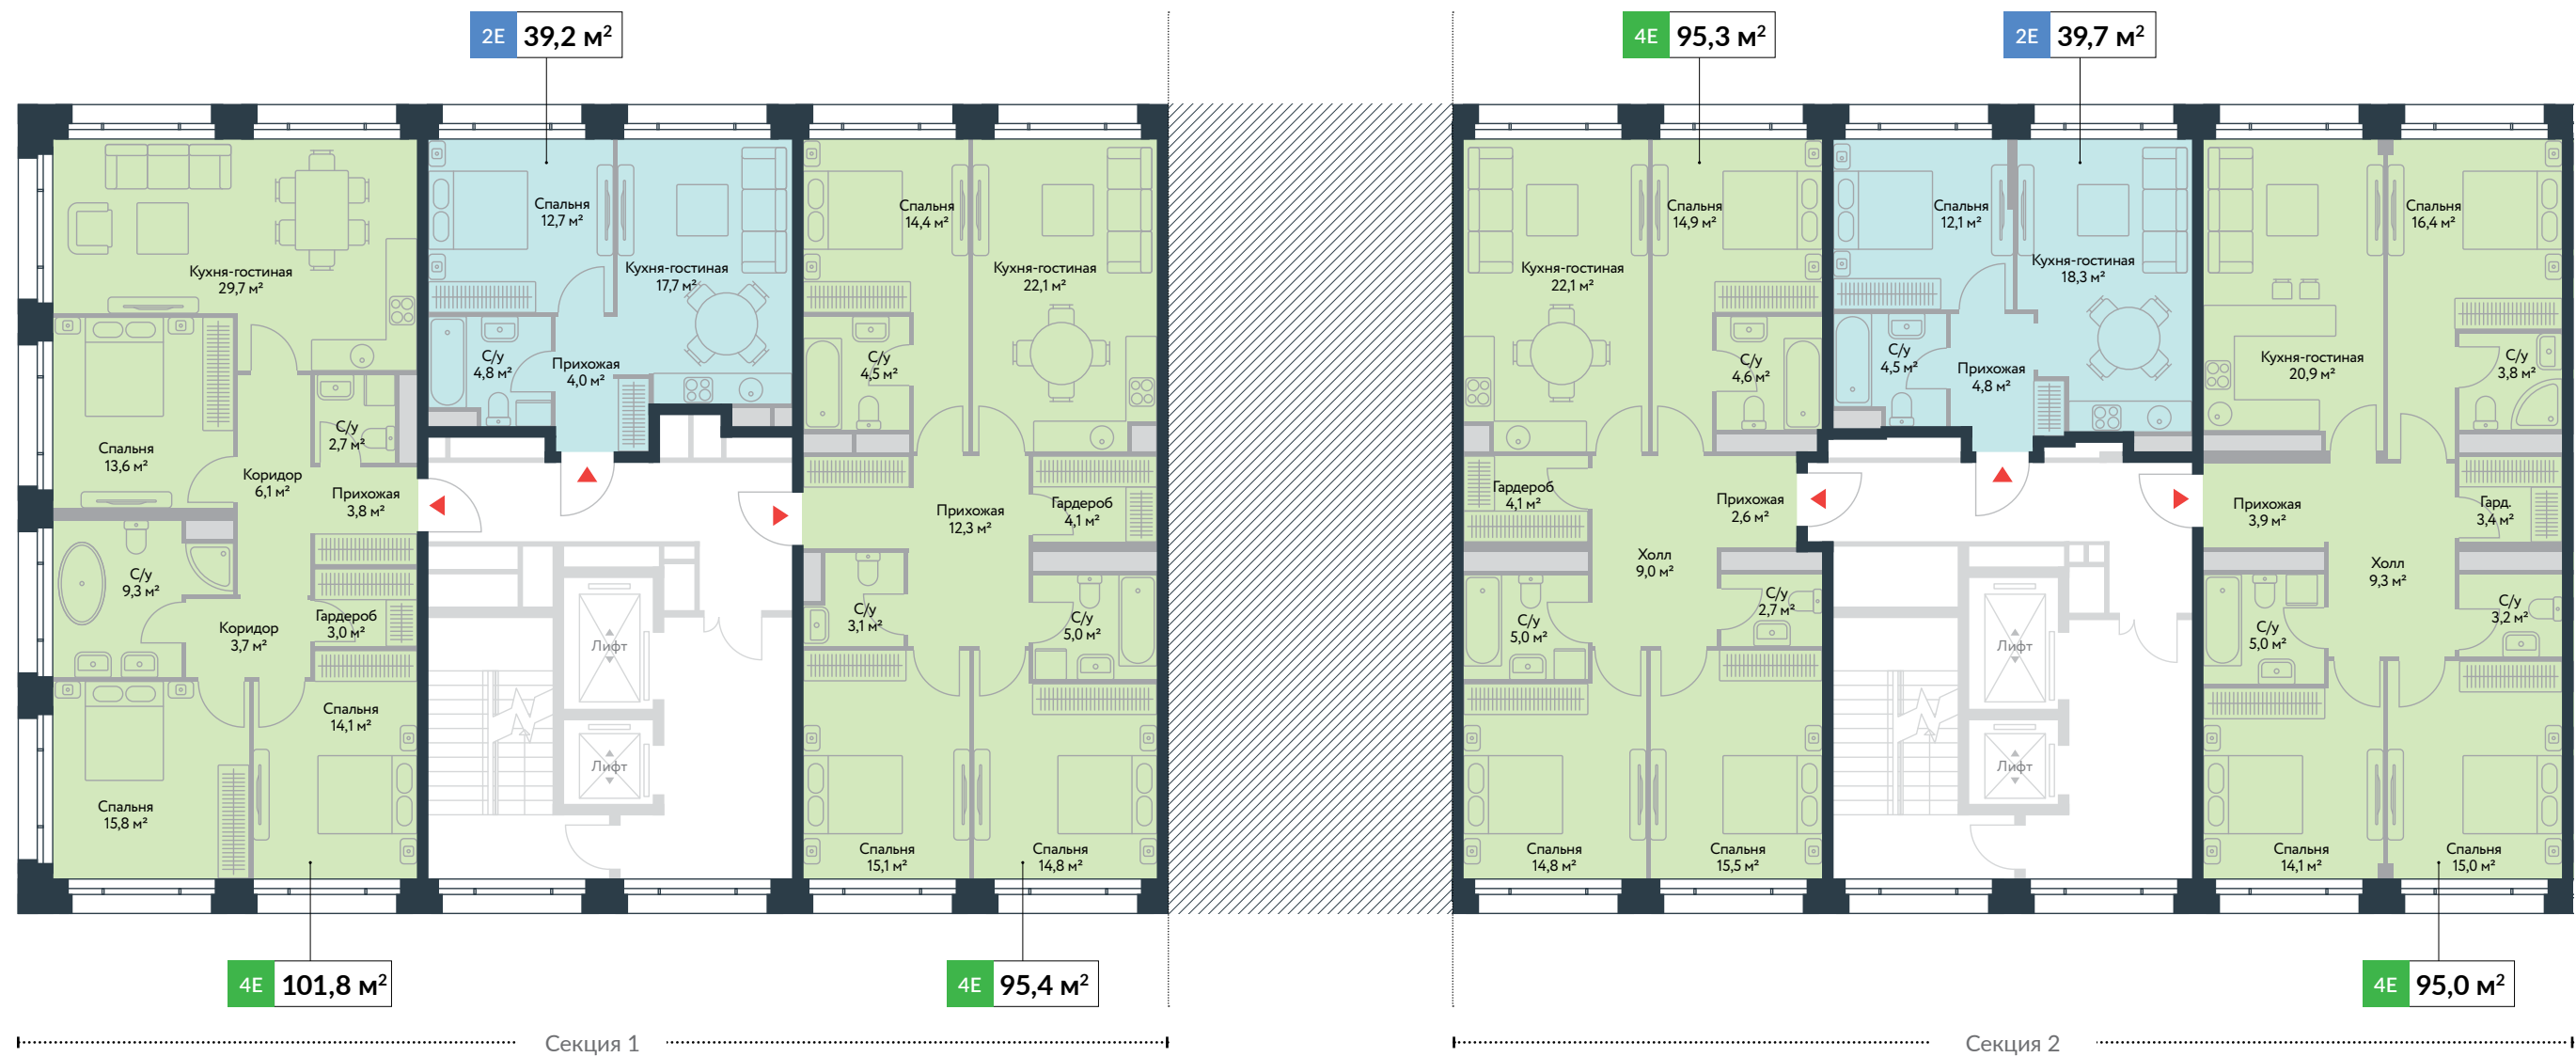 2E 39,2 м²
4E 95,3 м²
2E 39,7 м²
Кухня-гостиная
29,7 м²
Спальня
13,6 м²
С/у
2,7 м²
Коридор
6,1 м²
Прихожая
3,8 м²
С/у
9,3 м²
Гардероб
3,0 м²
Коридор
3,7 м²
Спальня
14,1 м²
Спальня
15,8 м²
Спальня
12,7 м²
Кухня-гостиная
17,7 м²
С/у
4,8 м²
Прихожая
4,0 м²
Лифт
Лифт
Спальня
14,4 м²
Кухня-гостиная
22,1 м²
С/у
4,5 м²
Прихожая
12,3 м²
Гардероб
4,1 м²
С/у
3,1 м²
С/у
5,0 м²
Спальня
15,1 м²
Спальня
14,8 м²
Кухня-гостиная
22,1 м²
Спальня
14,9 м²
С/у
4,6 м²
Гардероб
4,1 м²
Прихожая
2,6 м²
Холл
9,0 м²
С/у
5,0 м²
С/у
2,7 м²
Спальня
14,8 м²
Спальня
15,5 м²
Спальня
12,1 м²
Кухня-гостиная
18,3 м²
С/у
4,5 м²
Прихожая
4,8 м²
Лифт
Лифт
Спальня
16,4 м²
Кухня-гостиная
20,9 м²
С/у
3,8 м²
Прихожая
3,9 м²
Гард.
3,4 м²
Холл
9,3 м²
С/у
5,0 м²
С/у
3,2 м²
Спальня
14,1 м²
Спальня
15,0 м²
4E 101,8 м²
4E 95,4 м²
4E 95,0 м²
Секция 1
Секция 2